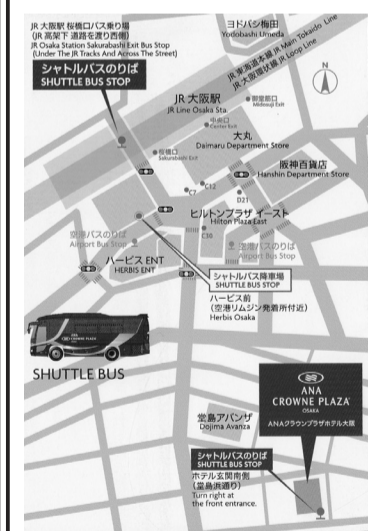 JR 大阪駅 桜橋口バス乗り場
(JR 高架下 道路を渡り西側)
JR Osaka Station Sakurabashi Exit Bus Stop
(Under The JR Tracks And Across The Street)
シャトルバスのりば
SHUTTLE BUS STOP
ヨドバシ梅田
Yodobashi Umeda
JR 東海道本線 JR Main Tokaido Line
JR 大阪環状線 JR Loop Line
N
JR 大阪駅
JR Line Osaka Sta.
御堂筋口
Midosuji Exit
中央口
Center Exit
大丸
Daimaru Department Store
桜橋口
Sakurabashi Exit
阪神百貨店
Hanshin Department Store
C12
C7
D21
ヒルトンプラザ イースト
Hilton Plaza East
C30
空港バスのりば
Airport Bus Stop
空港バスのりば
Airport Bus Stop
ハービス ENT
HERBIS ENT
シャトルバス降車場
SHUTTLE BUS STOP
ハービス前
(空港リムジン発着所付近)
Herbis Osaka
ANA
CROWNE PLAZA
SHUTTLE BUS
ANA
CROWNE PLAZA
OSAKA
ANAクラウンプラザホテル大阪
堂島アバンザ
Dojima Avanza
シャトルバスのりば
SHUTTLE BUS STOP
ホテル玄関南側
(堂島浜通り)
Turn right at
the front entrance.